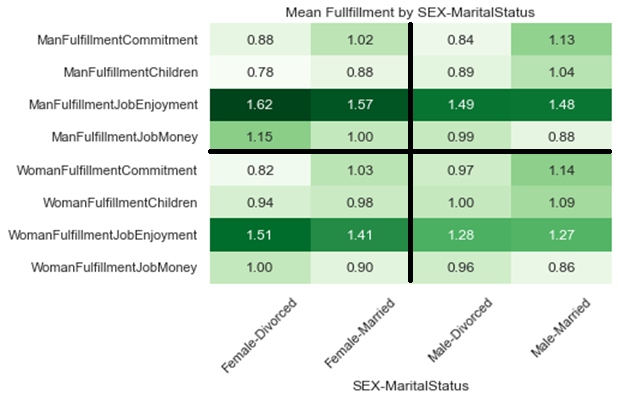 Mean Fullfillment by SEX-MaritalStatus
ManFulfillmentCommitment 0.88 1.02 0.84 1.13
ManFulfillmentChildren 0.78 0.88 0.89 1.04
ManFulfillmentJobEnjoyment 1.62 1.57 1.49 1.48
ManFulfillmentJobMoney 1.15 1.00 0.99 0.88
WomanFulfillmentCommitment 0.82 1.03 0.97 1.14
WomanFulfillmentChildren 0.94 0.98 1.00 1.09
WomanFulfillmentJobEnjoyment 1.51 1.41 1.28 1.27
WomanFulfillmentJobMoney 1.00 0.90 0.96 0.86
Female-Divorced Female-Married Male-Divorced Male-Married
SEX-MaritalStatus